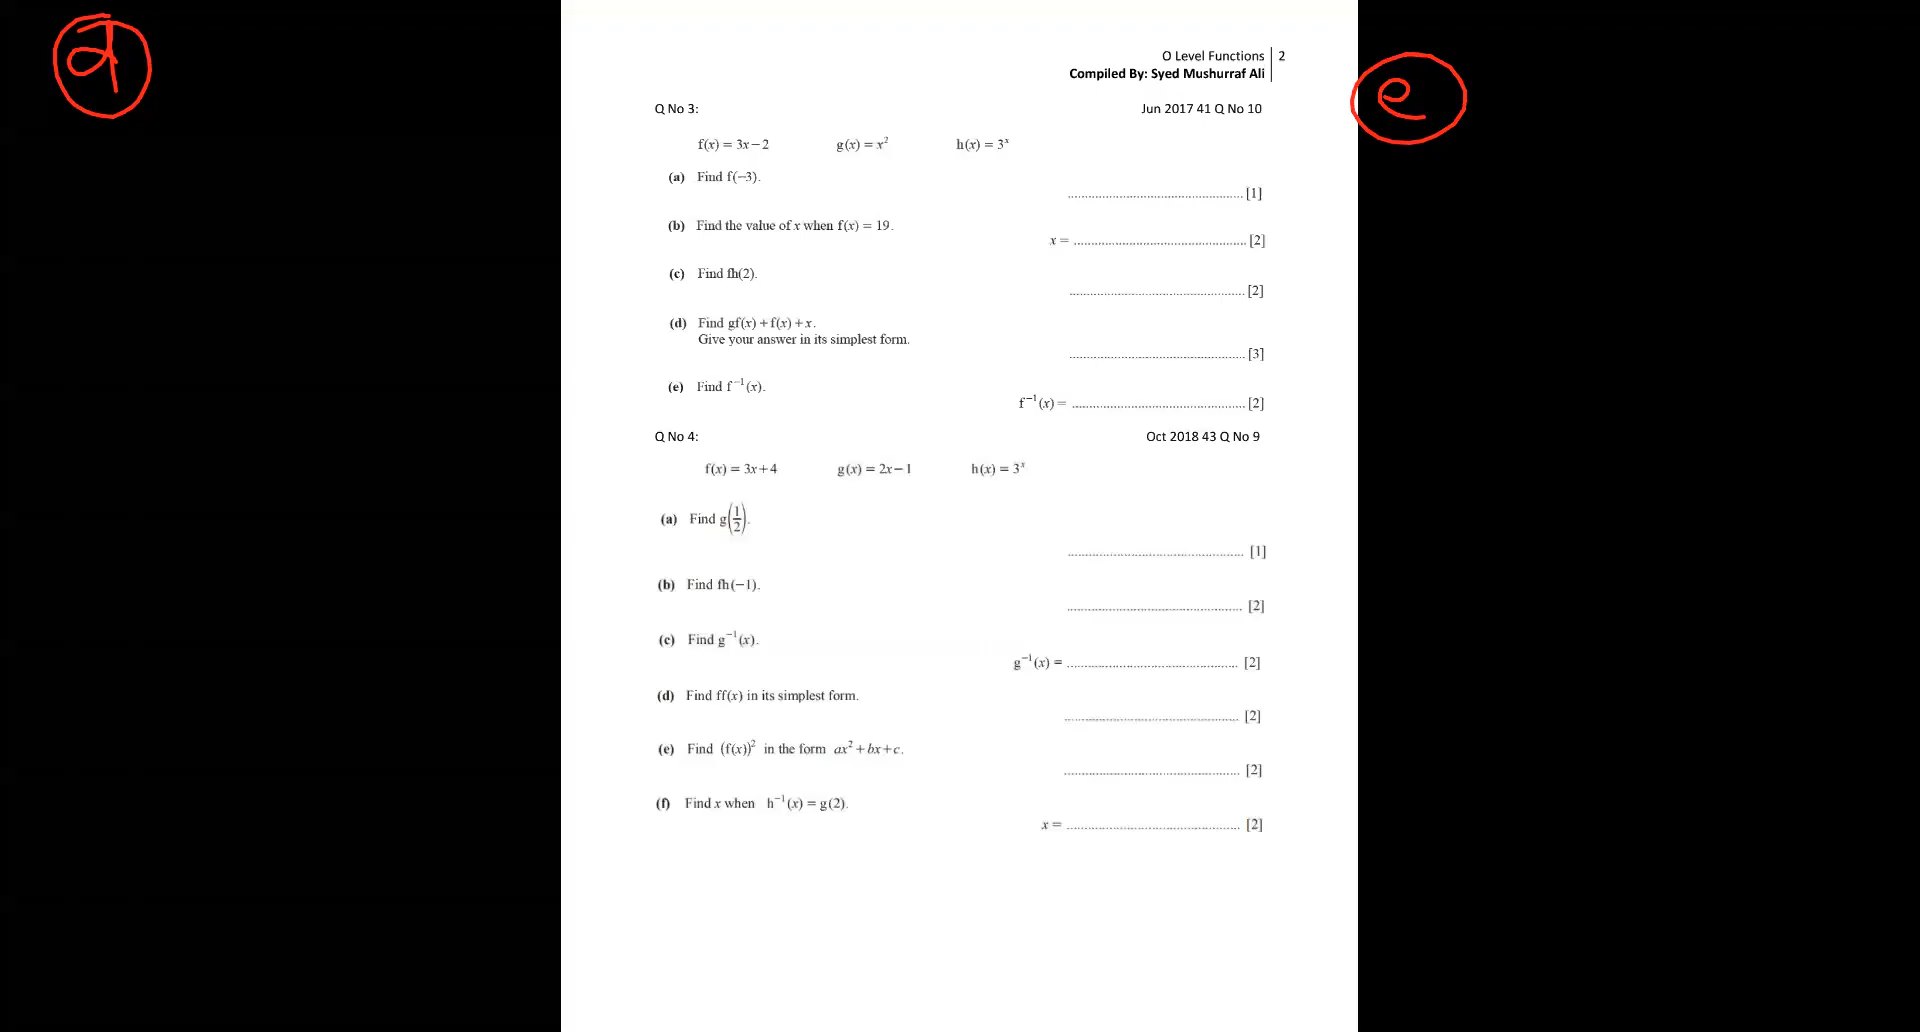 d
O Level Functions | 2
Compiled By: Syed Mushurraf Ali
e
Q No 3:
Jun 2017 41 Q No 10
f(x) = 3x−2 g(x) = x² h(x) = 3ˣ
(a) Find f(−3).
.................................................. [1]
(b) Find the value of x when f(x) = 19.
x = .................................................. [2]
(c) Find fh(2).
.................................................. [2]
(d) Find gf(x) + f(x) + x.
Give your answer in its simplest form.
.................................................. [3]
(e) Find f⁻¹(x).
f⁻¹(x) = .................................................. [2]
Q No 4:
Oct 2018 43 Q No 9
f(x) = 3x+4 g(x) = 2x−1 h(x) = 3ˣ
(a) Find g(1/2).
.................................................. [1]
(b) Find fh(−1).
.................................................. [2]
(c) Find g⁻¹(x).
g⁻¹(x) = .................................................. [2]
(d) Find ff(x) in its simplest form.
.................................................. [2]
(e) Find (f(x))² in the form ax² + bx + c.
.................................................. [2]
(f) Find x when h⁻¹(x) = g(2).
x = .................................................. [2]